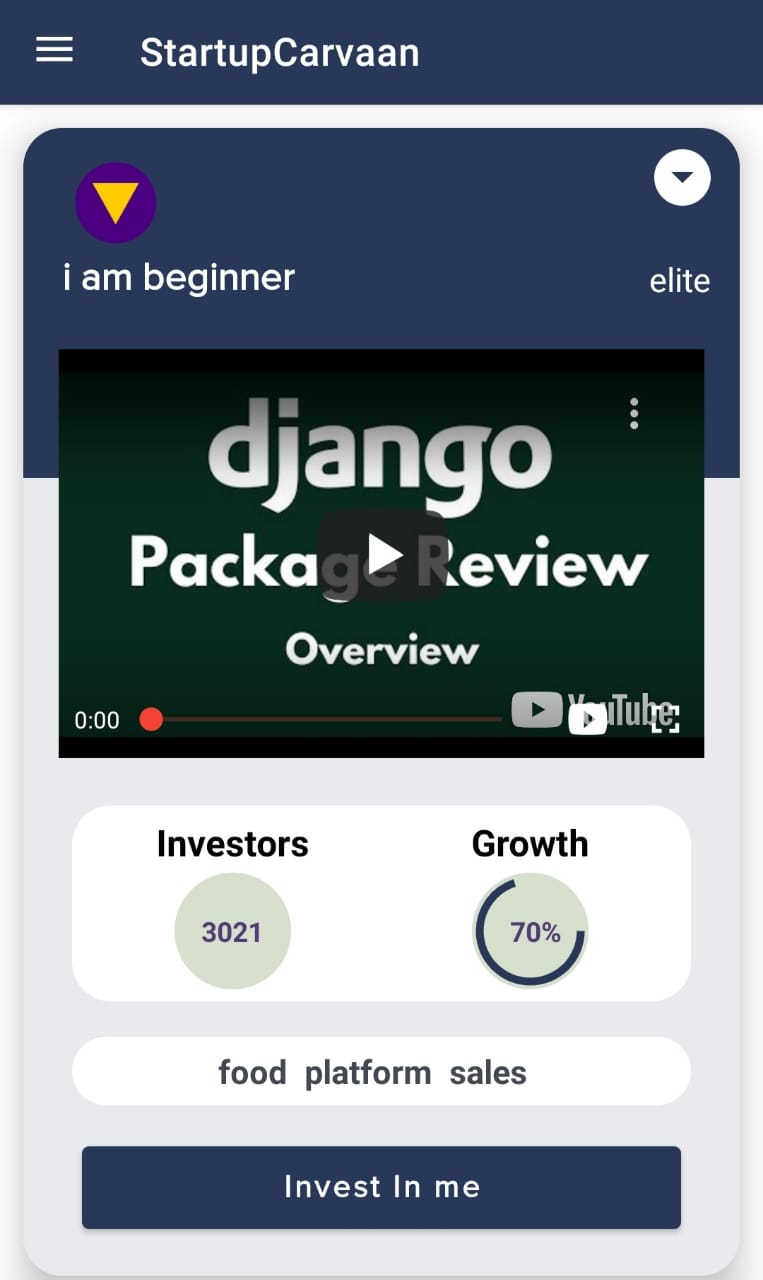 StartupCarvaan
i am beginner
elite
django
Package Review
Overview
0:00
YouTube
Investors
Growth
3021
70%
food platform sales
Invest In me